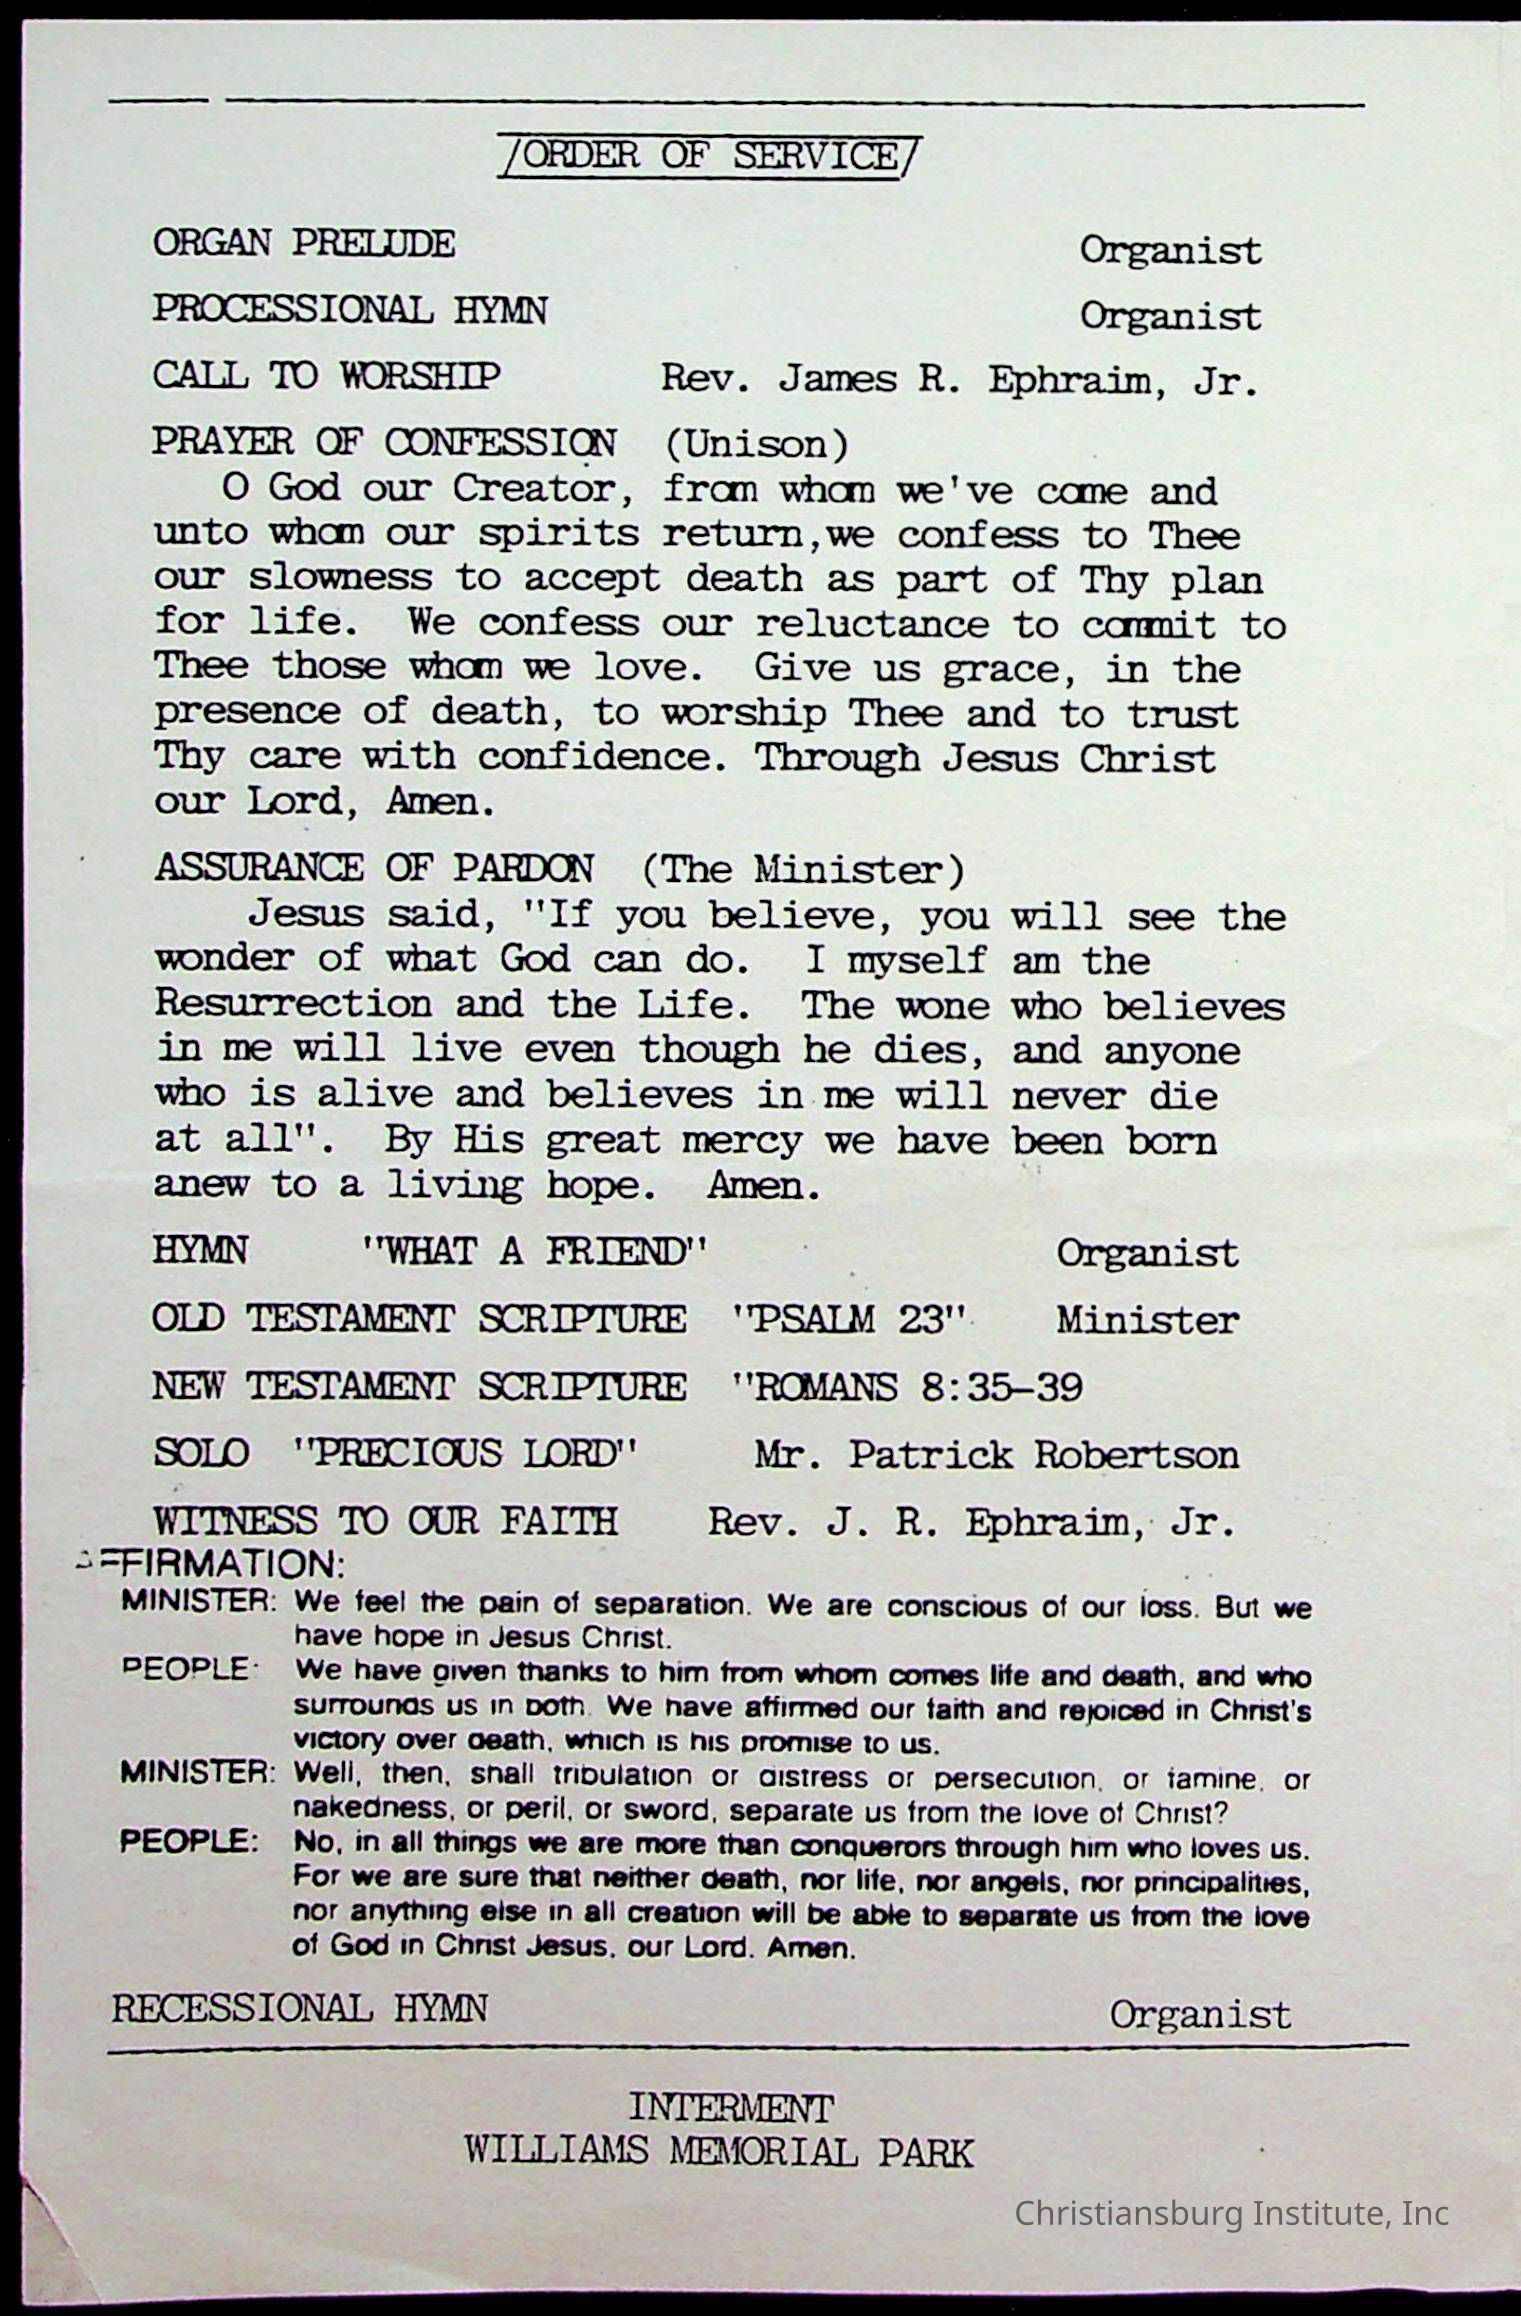 /ORDER OF SERVICE/
ORGAN PRELUDE Organist
PROCESSIONAL HYMN Organist
CALL TO WORSHIP Rev. James R. Ephraim, Jr.
PRAYER OF CONFESSION (Unison)
O God our Creator, from whom we've come and
unto whom our spirits return,we confess to Thee
our slowness to accept death as part of Thy plan
for life. We confess our reluctance to commit to
Thee those whom we love. Give us grace, in the
presence of death, to worship Thee and to trust
Thy care with confidence. Through Jesus Christ
our Lord, Amen.
ASSURANCE OF PARDON (The Minister)
Jesus said, "If you believe, you will see the
wonder of what God can do. I myself am the
Resurrection and the Life. The wone who believes
in me will live even though he dies, and anyone
who is alive and believes in me will never die
at all". By His great mercy we have been born
anew to a living hope. Amen.
HYMN "WHAT A FRIEND" Organist
OLD TESTAMENT SCRIPTURE "PSALM 23" Minister
NEW TESTAMENT SCRIPTURE "ROMANS 8:35-39
SOLO "PRECIOUS LORD" Mr. Patrick Robertson
WITNESS TO OUR FAITH Rev. J. R. Ephraim, Jr.
AFFIRMATION:
MINISTER: We feel the pain of separation. We are conscious of our loss. But we
have hope in Jesus Christ.
PEOPLE: We have given thanks to him from whom comes life and death, and who
surrounds us in both. We have affirmed our faith and rejoiced in Christ's
victory over death, which is his promise to us.
MINISTER: Well, then, shall tribulation or distress or persecution, or famine, or
nakedness, or peril, or sword, separate us from the love of Christ?
PEOPLE: No, in all things we are more than conquerors through him who loves us.
For we are sure that neither death, nor life, nor angels, nor principalities,
nor anything else in all creation will be able to separate us from the love
of God in Christ Jesus, our Lord. Amen.
RECESSIONAL HYMN Organist
INTERMENT
WILLIAMS MEMORIAL PARK
Christiansburg Institute, Inc